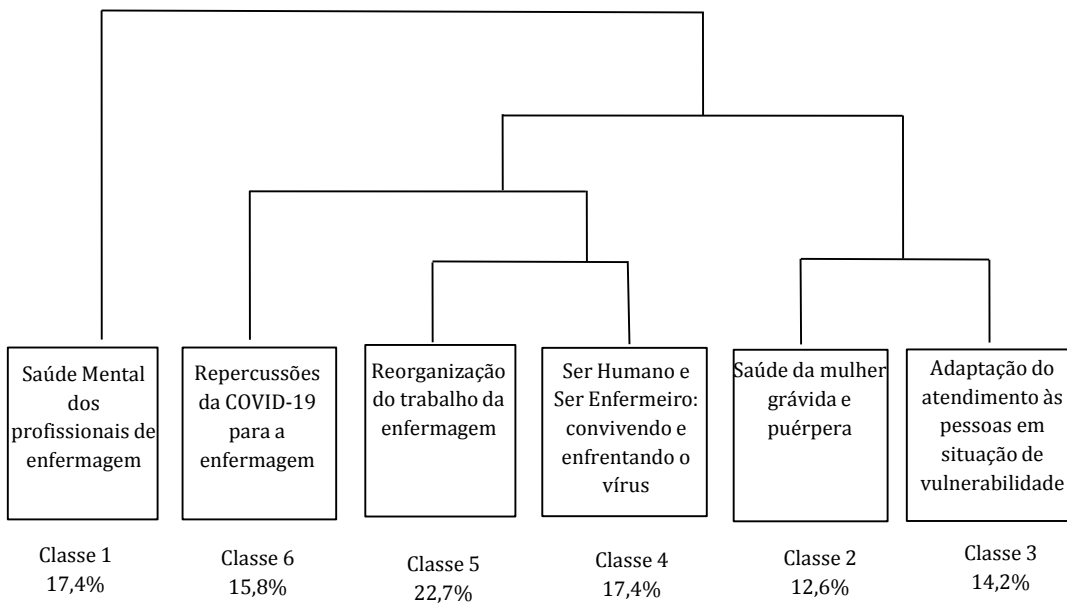 Saúde Mental
dos
profissionais de
enfermagem
Repercussões
da COVID-19
para a
enfermagem
Reorganização
do trabalho da
enfermagem
Ser Humano e
Ser Enfermeiro:
convivendo e
enfrentando o
vírus
Saúde da mulher
grávida e
puérpera
Adaptação do
atendimento às
pessoas em
situação de
vulnerabilidade
Classe 1
17,4%
Classe 6
15,8%
Classe 5
22,7%
Classe 4
17,4%
Classe 2
12,6%
Classe 3
14,2%